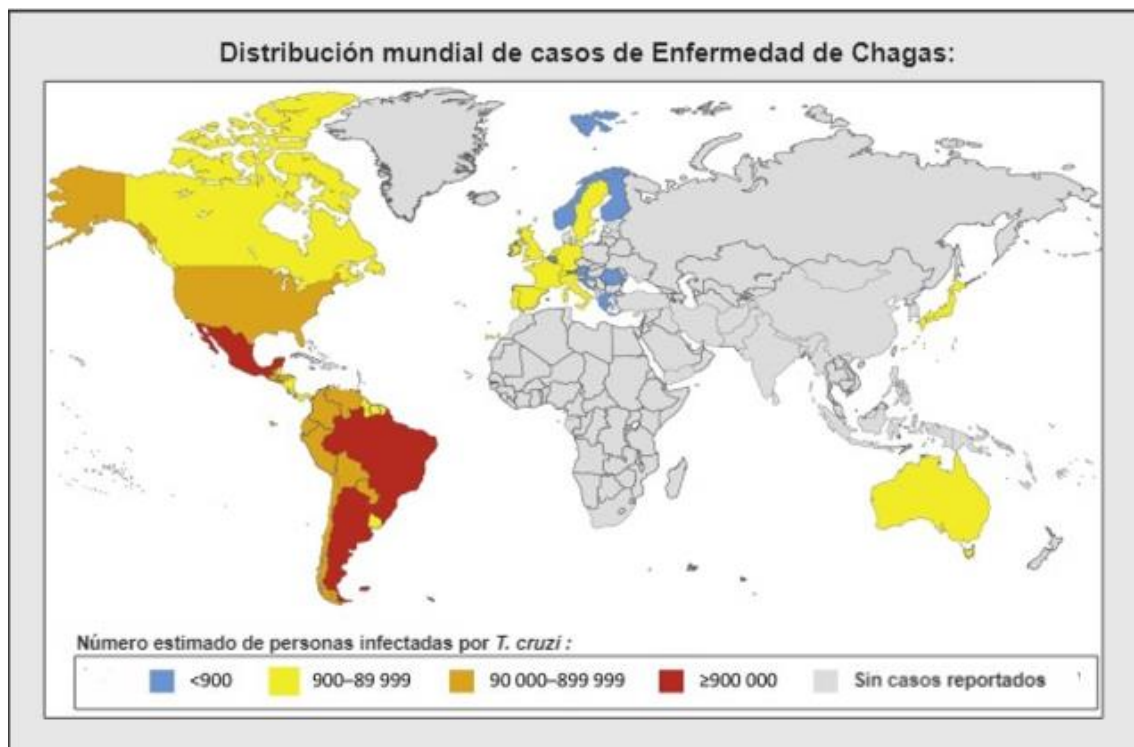 Distribución mundial de casos de Enfermedad de Chagas:
Número estimado de personas infectadas por T. cruzi :
<900 900–89 999 90 000–899 999 ≥900 000 Sin casos reportados